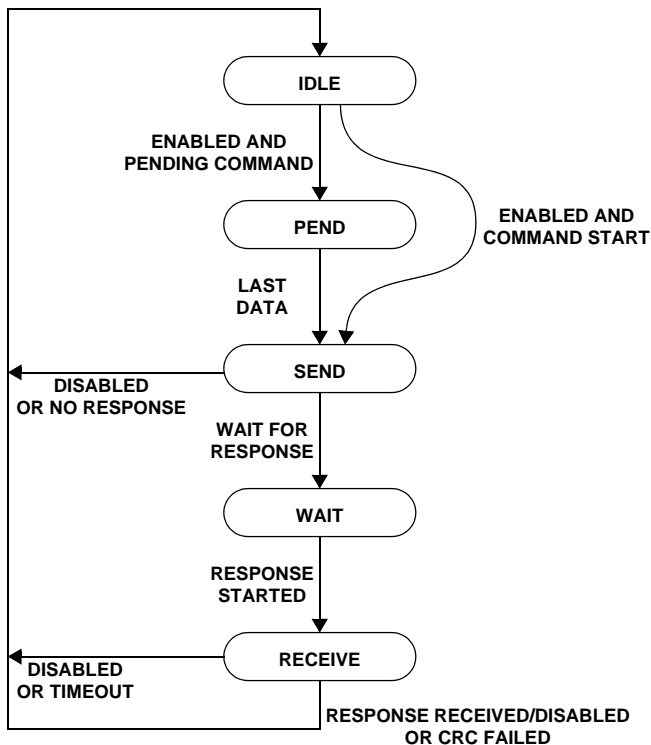 IDLE
ENABLED AND
PENDING COMMAND
PEND
ENABLED AND
COMMAND START
LAST
DATA
SEND
DISABLED
OR NO RESPONSE
WAIT FOR
RESPONSE
WAIT
RESPONSE
STARTED
RECEIVE
DISABLED
OR TIMEOUT
RESPONSE RECEIVED/DISABLED
OR CRC FAILED